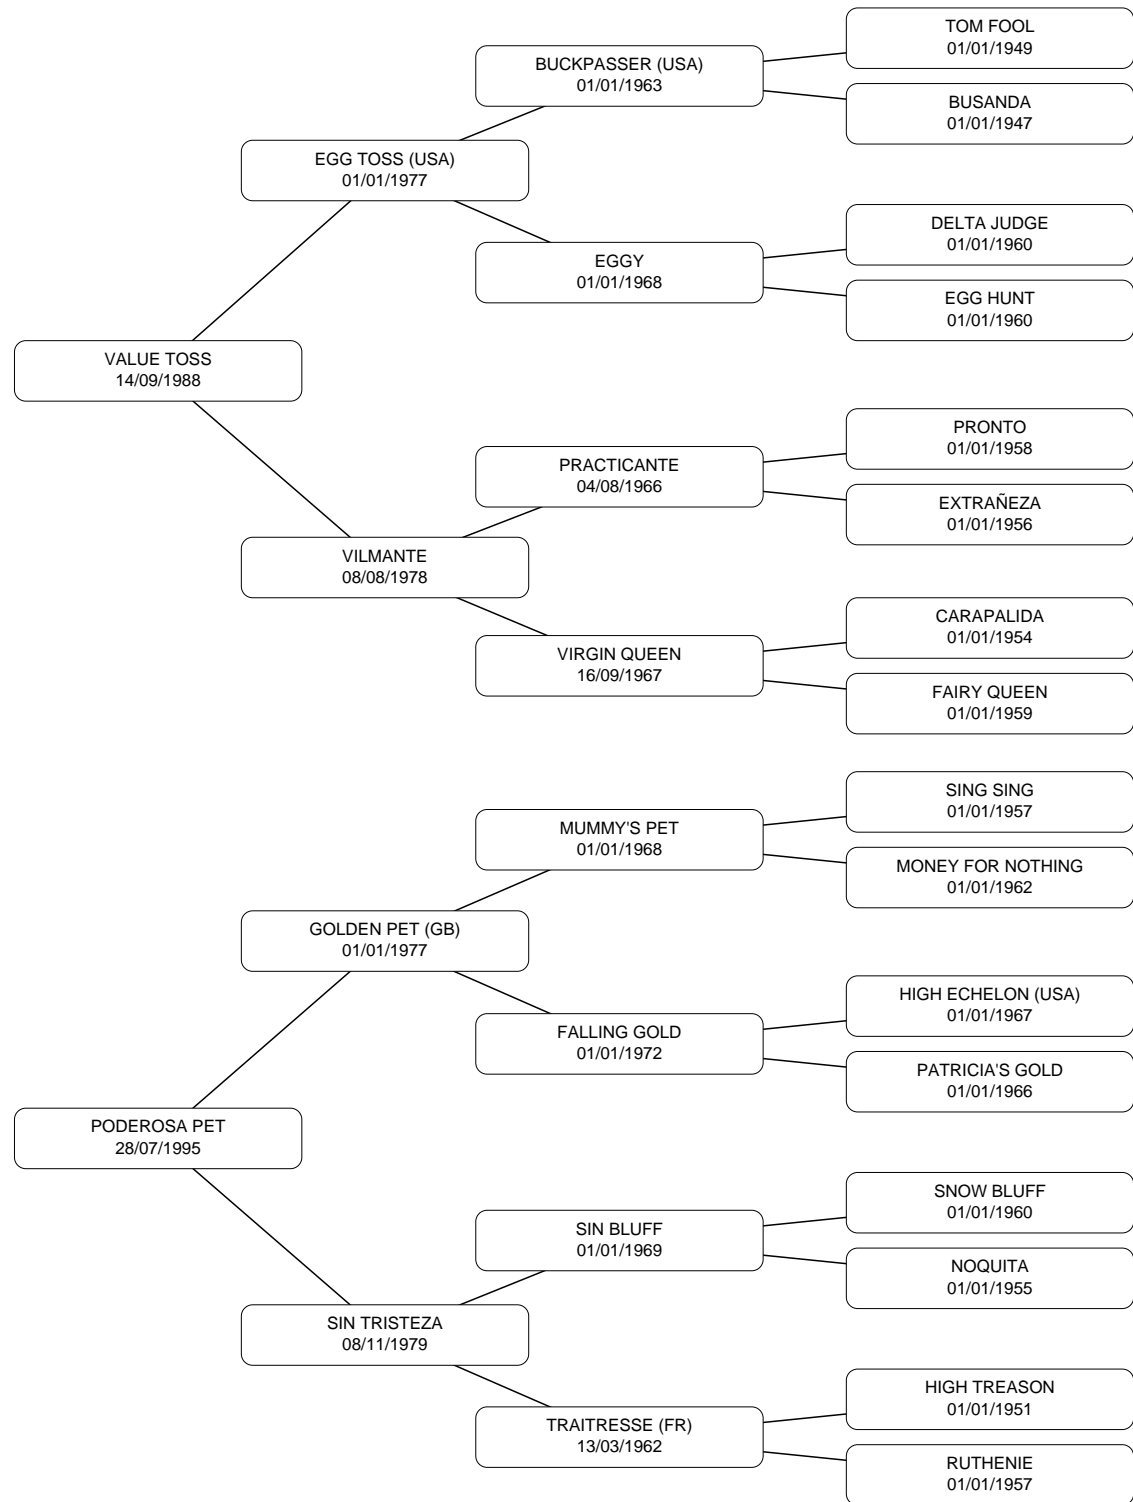 TOM FOOL
01/01/1949
BUCKPASSER (USA)
01/01/1963
BUSANDA
01/01/1947
EGG TOSS (USA)
01/01/1977
DELTA JUDGE
01/01/1960
EGGY
01/01/1968
EGG HUNT
01/01/1960
VALUE TOSS
14/09/1988
PRONTO
01/01/1958
PRACTICANTE
04/08/1966
EXTRAÑEZA
01/01/1956
VILMANTE
08/08/1978
CARAPALIDA
01/01/1954
VIRGIN QUEEN
16/09/1967
FAIRY QUEEN
01/01/1959
SING SING
01/01/1957
MUMMY'S PET
01/01/1968
MONEY FOR NOTHING
01/01/1962
GOLDEN PET (GB)
01/01/1977
HIGH ECHELON (USA)
01/01/1967
FALLING GOLD
01/01/1972
PATRICIA'S GOLD
01/01/1966
PODEROSA PET
28/07/1995
SNOW BLUFF
01/01/1960
SIN BLUFF
01/01/1969
NOQUITA
01/01/1955
SIN TRISTEZA
08/11/1979
HIGH TREASON
01/01/1951
TRAITRESSE (FR)
13/03/1962
RUTHENIE
01/01/1957